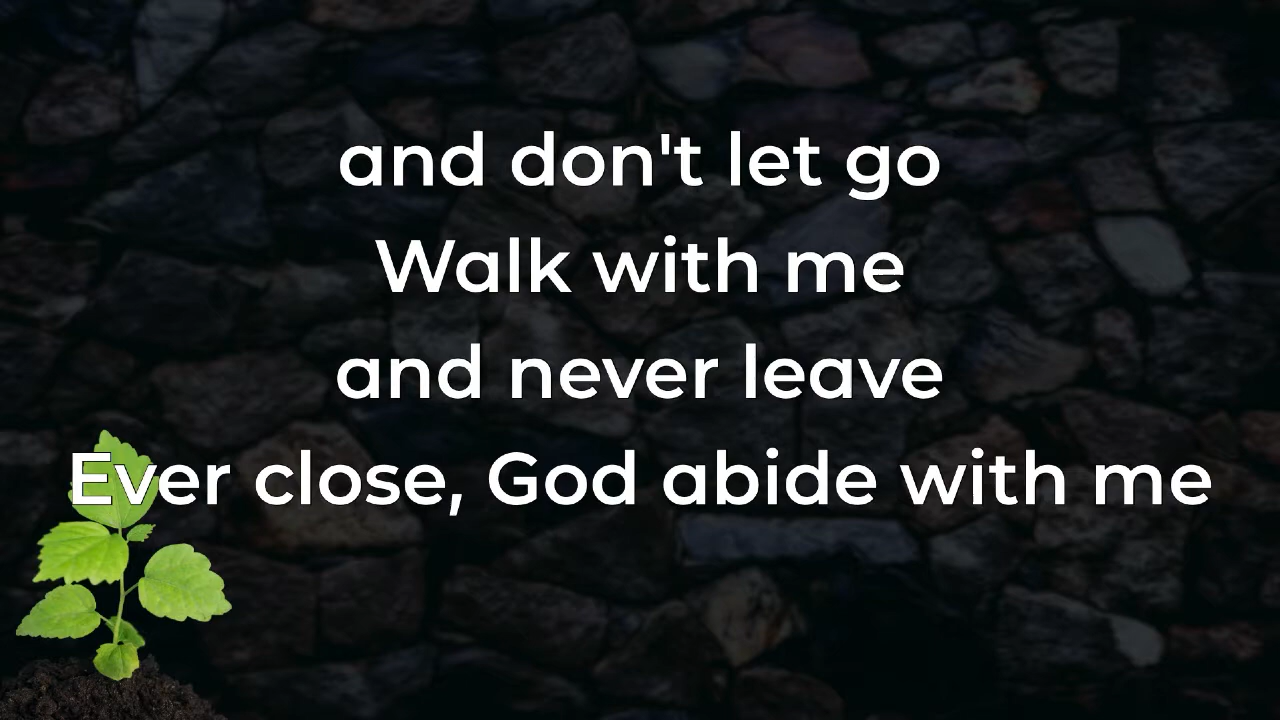 and don't let go
Walk with me
and never leave
Ever close, God abide with me